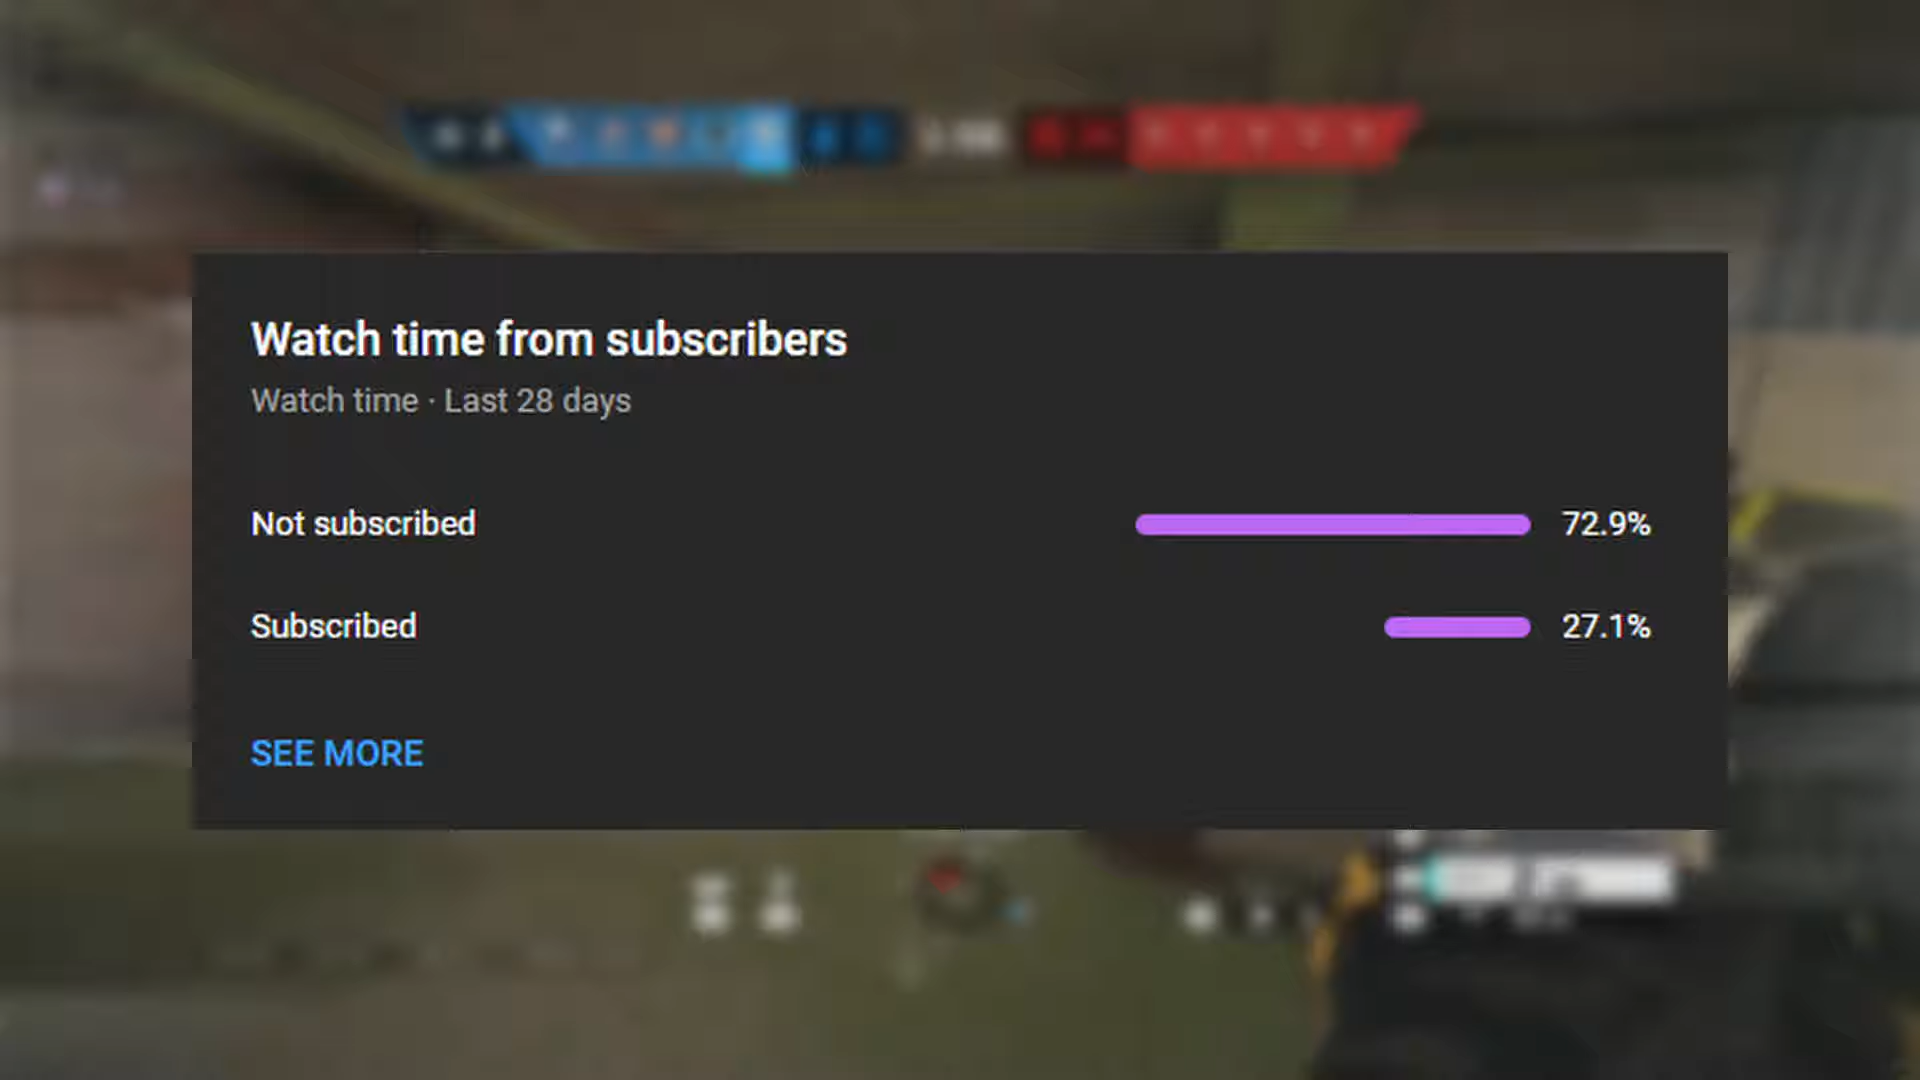 Watch time from subscribers
Watch time · Last 28 days
Not subscribed 72.9%
Subscribed 27.1%
SEE MORE